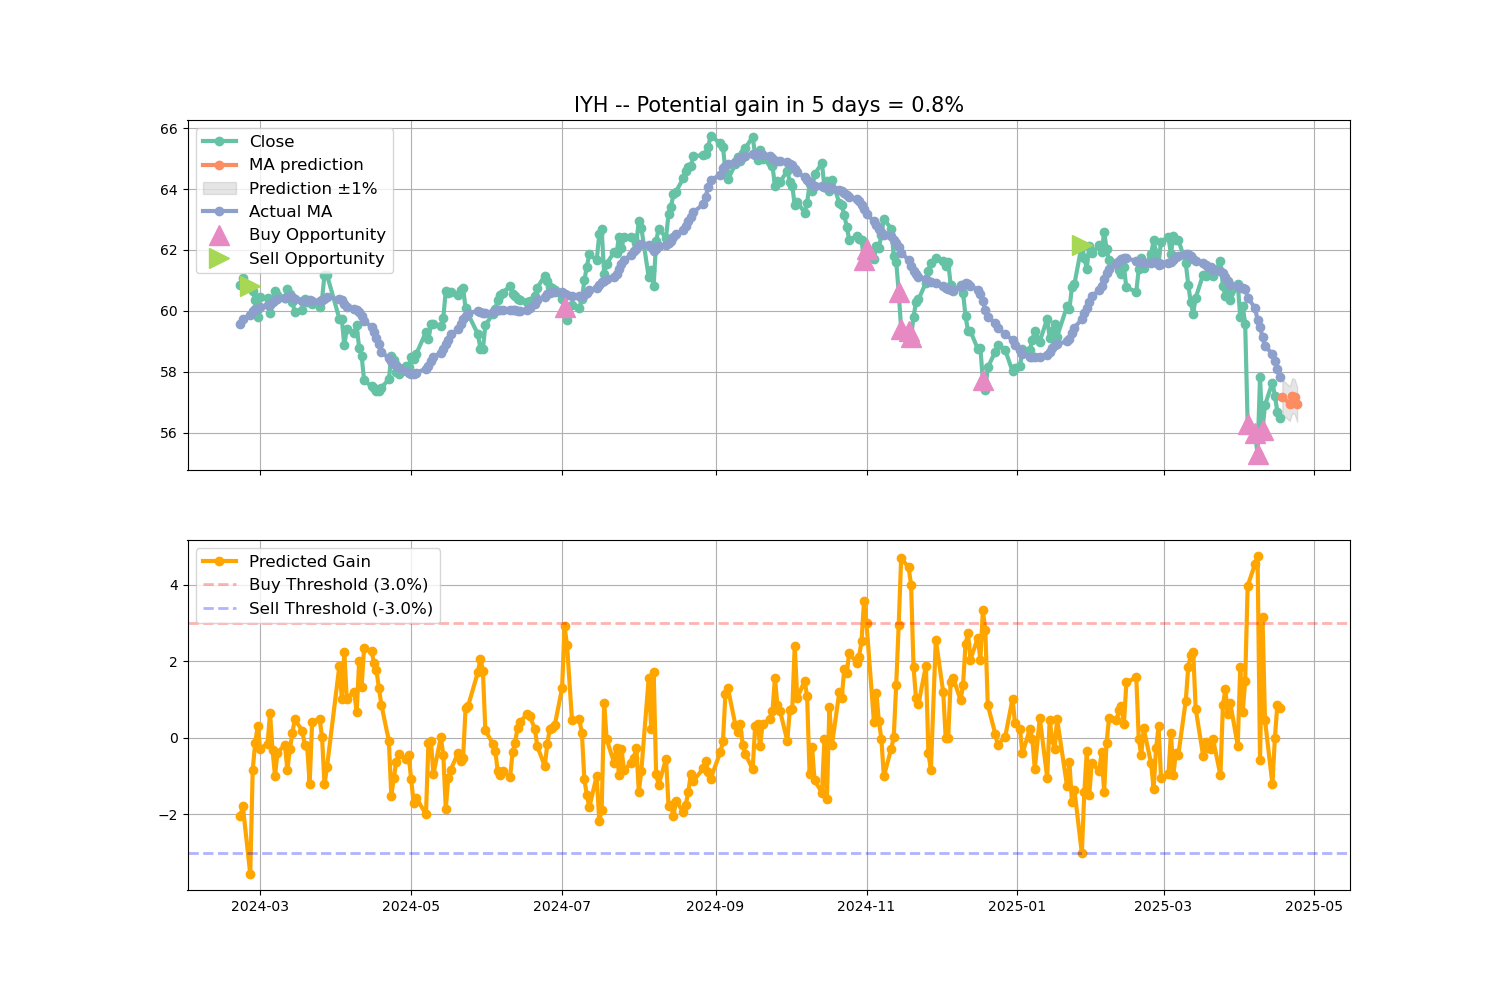 IYH -- Potential gain in 5 days = 0.8%
66
64
62
60
58
56
Close
MA prediction
Prediction ±1%
Actual MA
Buy Opportunity
Sell Opportunity
4
2
0
−2
Predicted Gain
Buy Threshold (3.0%)
Sell Threshold (-3.0%)
2024-03
2024-05
2024-07
2024-09
2024-11
2025-01
2025-03
2025-05